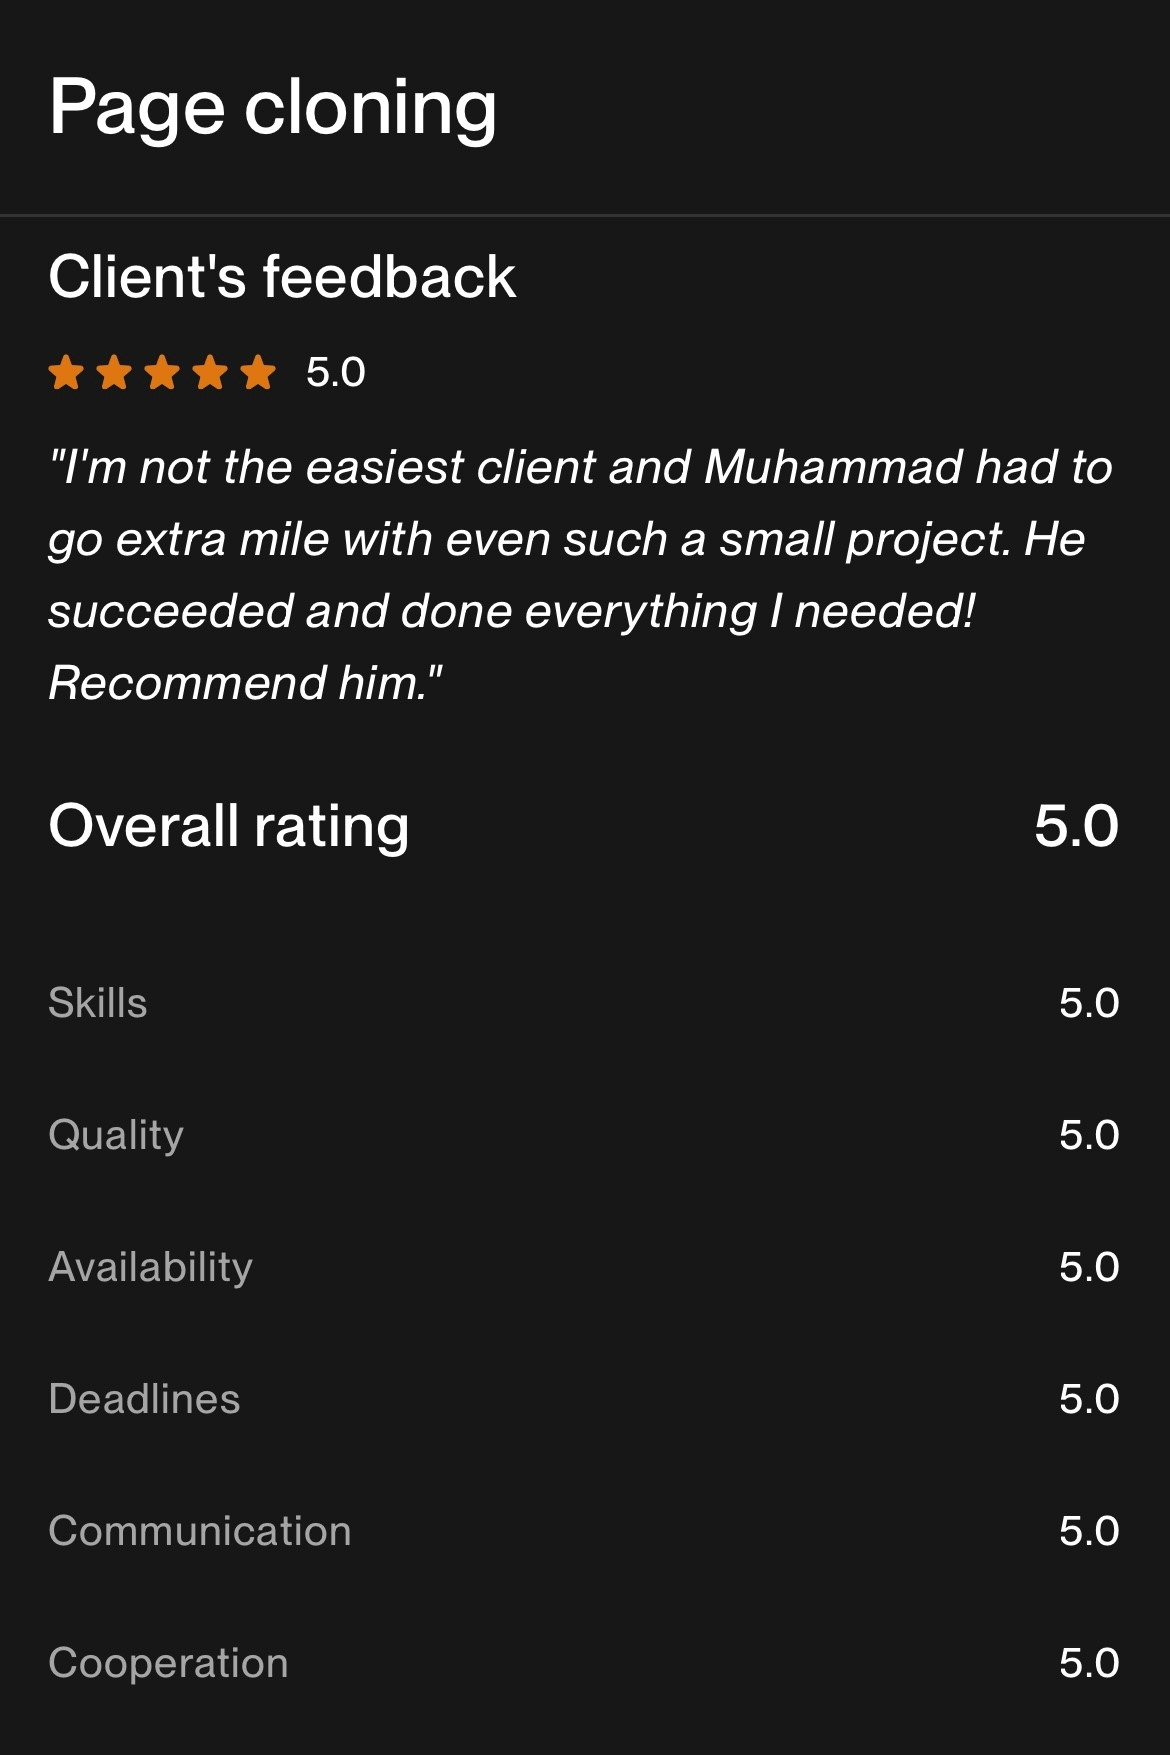 Page cloning
Client's feedback
5.0
"I'm not the easiest client and Muhammad had to
go extra mile with even such a small project. He
succeeded and done everything I needed!
Recommend him."
Overall rating 5.0
Skills 5.0
Quality 5.0
Availability 5.0
Deadlines 5.0
Communication 5.0
Cooperation 5.0